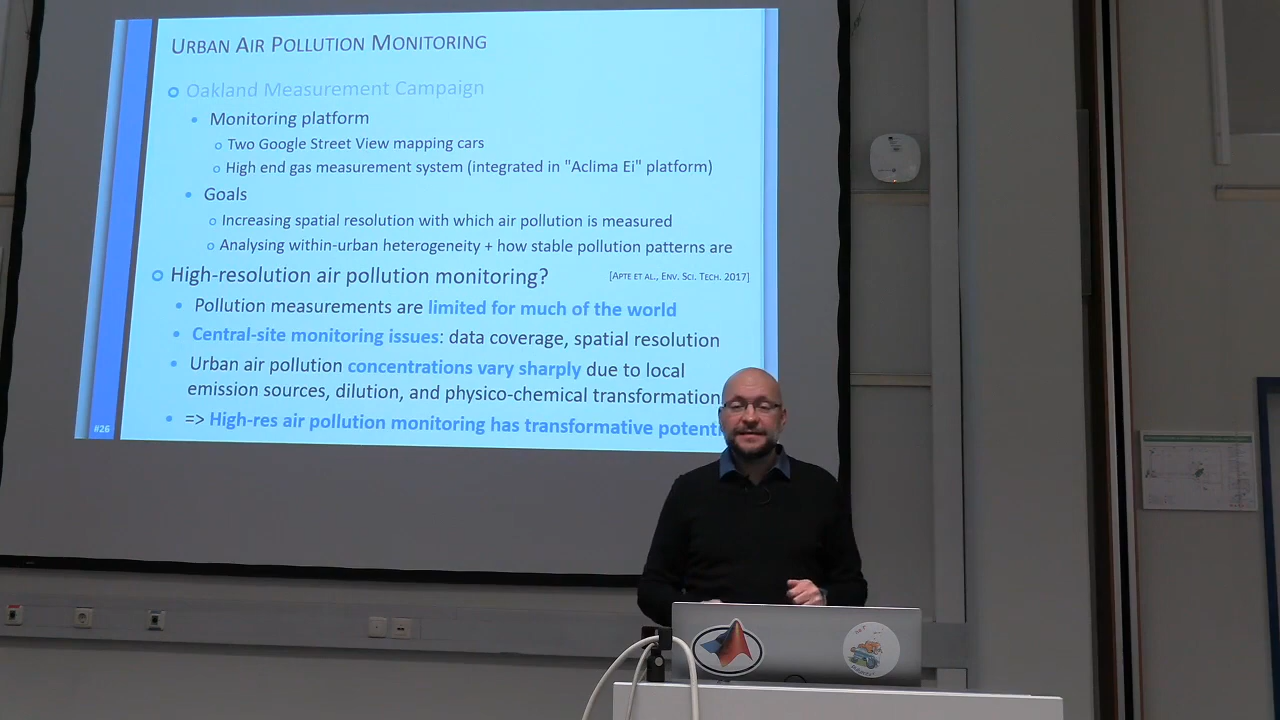 URBAN AIR POLLUTION MONITORING
Oakland Measurement Campaign
Monitoring platform
Two Google Street View mapping cars
High end gas measurement system (integrated in "Aclima Ei" platform)
Goals
Increasing spatial resolution with which air pollution is measured
Analysing within-urban heterogeneity + how stable pollution patterns are
High-resolution air pollution monitoring? [APTE ET AL., ENV. SCI. TECH. 2017]
Pollution measurements are limited for much of the world
Central-site monitoring issues: data coverage, spatial resolution
Urban air pollution concentrations vary sharply due to local
emission sources, dilution, and physico-chemical transformation
=> High-res air pollution monitoring has transformative potent
#26